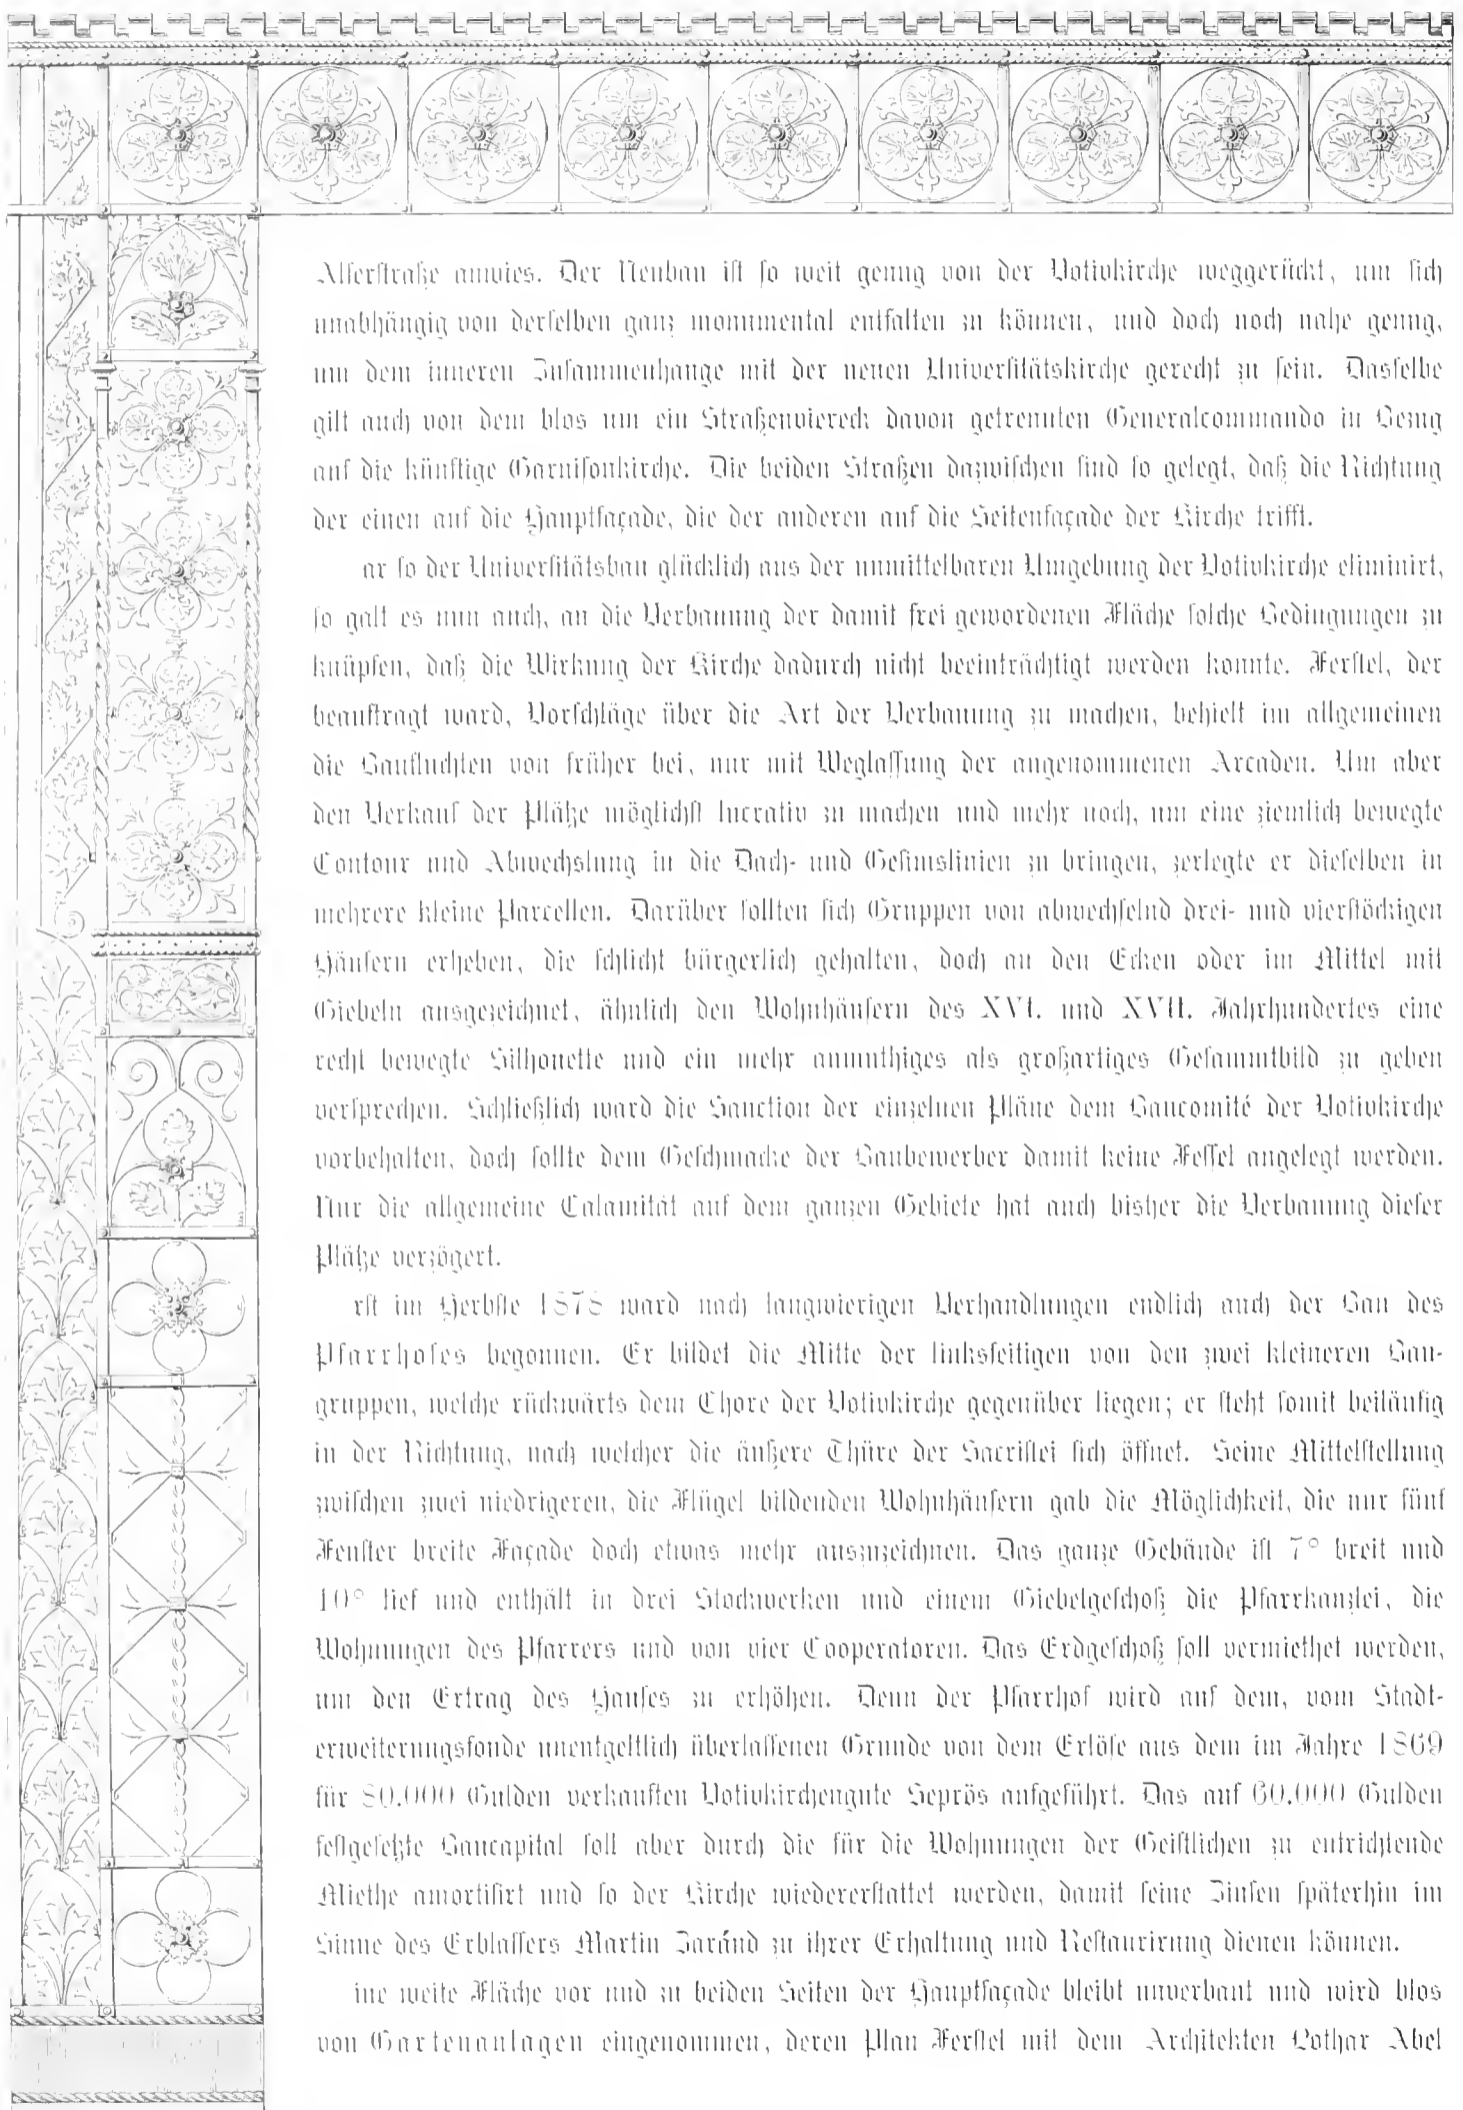 Alserstraße anwies. Der Neubau ist so weit genug von der Votivkirche weggerückt, um sich
unabhängig von derselben ganz monumental entfalten zu können, und doch noch nahe genug,
um dem inneren Zusammenhange mit der neuen Universitätskirche gerecht zu sein. Dasselbe
gilt auch von dem blos um ein Straßenviereck davon getrennten Generalcommando in Bezug
auf die künftige Garnisonkirche. Die beiden Straßen dazwischen sind so gelegt, daß die Richtung
der einen auf die Hauptfaçade, die der anderen auf die Seitenfaçade der Kirche trifft.
ar so der Universitätsbau glücklich aus der unmittelbaren Umgebung der Votivkirche eliminirt,
so galt es nun auch, an die Verbauung der damit frei gewordenen Fläche solche Bedingungen zu
knüpfen, daß die Wirkung der Kirche dadurch nicht beeinträchtigt werden konnte. Ferstel, der
beauftragt ward, Vorschläge über die Art der Verbauung zu machen, behielt im allgemeinen
die Baufluchten von früher bei, nur mit Weglassung der angenommenen Arcaden. Um aber
den Verkauf der Plätze möglichst lucrativ zu machen und mehr noch, um eine ziemlich bewegte
Contour und Abwechslung in die Dach- und Gesimslinien zu bringen, zerlegte er dieselben in
mehrere kleine Parcellen. Darüber sollten sich Gruppen von abwechselnd drei- und vierstöckigen
Häusern erheben, die schlicht bürgerlich gehalten, doch an den Ecken oder im Mittel mit
Giebeln ausgezeichnet, ähnlich den Wohnhäusern des XVI. und XVII. Jahrhundertes eine
recht bewegte Silhouette und ein mehr anmuthiges als großartiges Gesammtbild zu geben
versprechen. Schließlich ward die Sanction der einzelnen Pläne dem Baucomité der Votivkirche
vorbehalten, doch sollte dem Geschmacke der Baubewerber damit keine Fessel angelegt werden.
Nur die allgemeine Calamität auf dem ganzen Gebiete hat auch bisher die Verbauung dieser
Plätze verzögert.
rst im Herbste 1878 ward nach langwierigen Verhandlungen endlich auch der Bau des
Pfarrhofes begonnen. Er bildet die Mitte der linksseitigen von den zwei kleineren Bau-
gruppen, welche rückwärts dem Chore der Votivkirche gegenüber liegen; er steht somit beiläufig
in der Richtung, nach welcher die äußere Thüre der Sacristei sich öffnet. Seine Mittelstellung
zwischen zwei niedrigeren, die Flügel bildenden Wohnhäusern gab die Möglichkeit, die nur fünf
Fenster breite Façade doch etwas mehr auszuzeichnen. Das ganze Gebäude ist 7° breit und
10° tief und enthält in drei Stockwerken und einem Giebelgeschoß die Pfarrkanzlei, die
Wohnungen des Pfarrers und von vier Cooperatoren. Das Erdgeschoß soll vermiethet werden,
um den Ertrag des Hauses zu erhöhen. Denn der Pfarrhof wird auf dem, vom Stadt-
erweiterungsfonde unentgeltlich überlassenen Grunde von dem Erlöse aus dem im Jahre 1869
für 80.000 Gulden verkauften Votivkirchengute Seprös aufgeführt. Das auf 60.000 Gulden
festgesetzte Baucapital soll aber durch die für die Wohnungen der Geistlichen zu entrichtende
Miethe amortisirt und so der Kirche wiedererstattet werden, damit seine Zinsen späterhin im
Sinne des Erblassers Martin Zaránd zu ihrer Erhaltung und Restaurirung dienen können.
ine weite Fläche vor und zu beiden Seiten der Hauptfaçade bleibt unverbaut und wird blos
von Gartenanlagen eingenommen, deren Plan Ferstel mit dem Architekten Lothar Abel